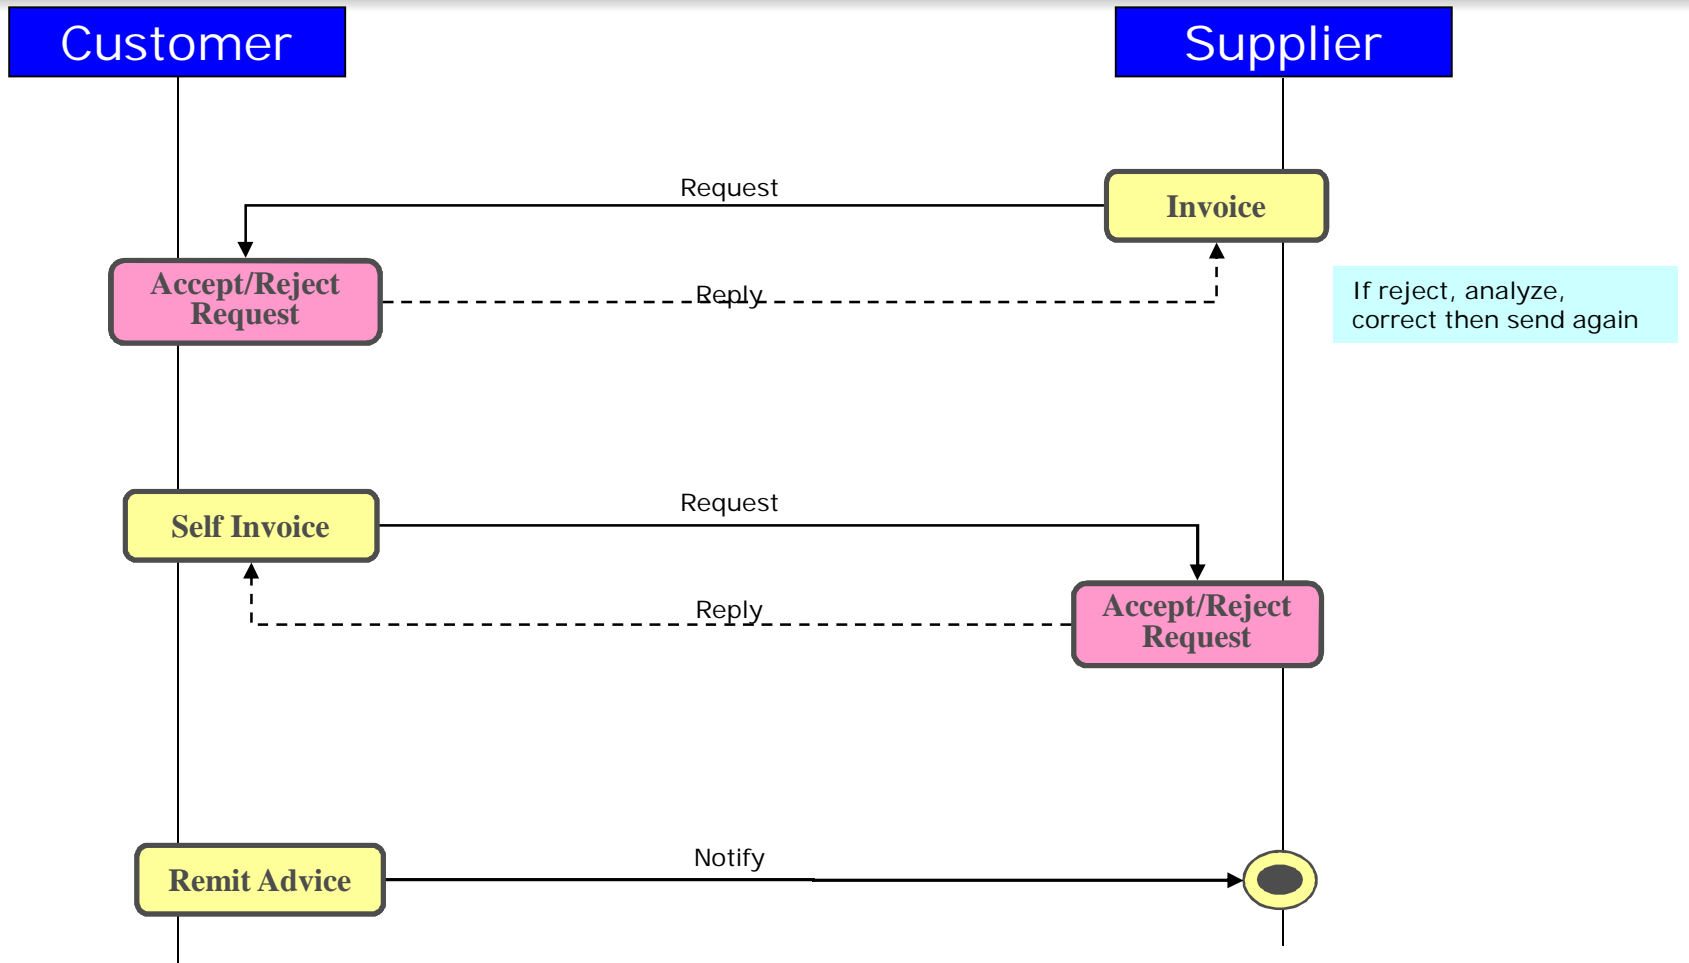 Customer
Supplier
Request
Invoice
Accept/Reject
Request
Reply
If reject, analyze,
correct then send again
Request
Self Invoice
Reply
Accept/Reject
Request
Notify
Remit Advice